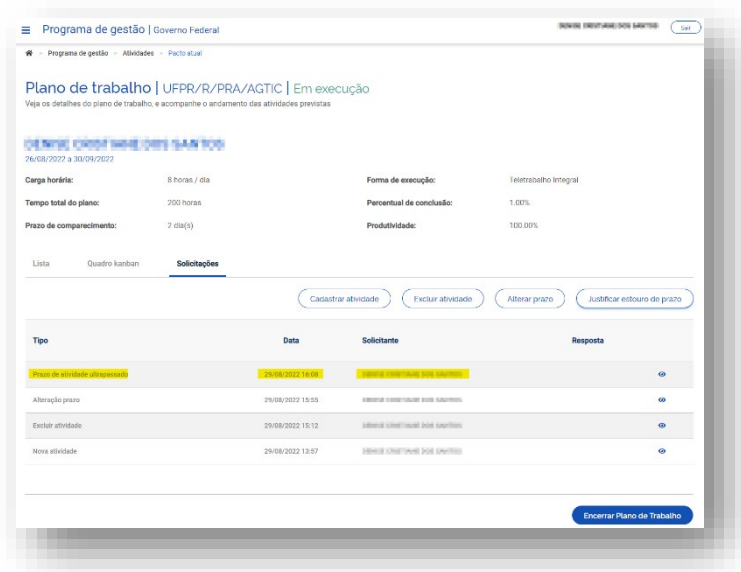 Programa de gestão | Governo Federal
Sair
Programa de gestão Atividades Pacto atual
Plano de trabalho | UFPR/R/PRA/AGTIC | Em execução
Veja os detalhes do plano de trabalho, e acompanhe o andamento das atividades previstas
26/08/2022 a 30/09/2022
Carga horária: 8 horas / dia Forma de execução: Teletrabalho Integral
Tempo total do plano: 200 horas Percentual de conclusão: 1.00%
Prazo de comparecimento: 2 dia(s) Produtividade: 100.00%
Lista Quadro kanban Solicitações
Cadastrar atividade Excluir atividade Alterar prazo Justificar estouro de prazo
Tipo Data Solicitante Resposta
Prazo de atividade ultrapassado 29/08/2022 16:08
Alteração prazo 29/08/2022 15:55
Excluir atividade 29/08/2022 15:12
Nova atividade 29/08/2022 13:57
Encerrar Plano de Trabalho